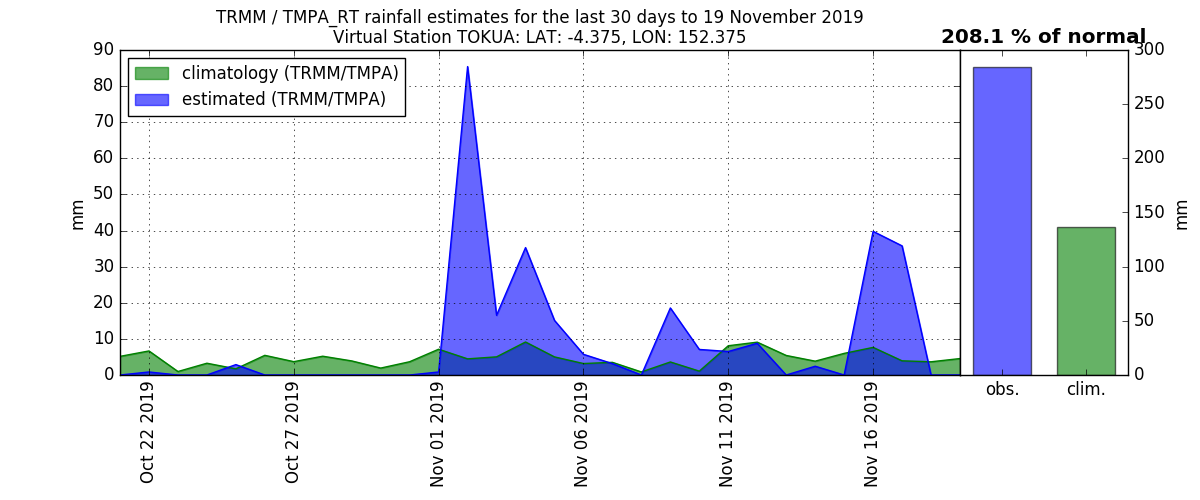 TRMM / TMPA_RT rainfall estimates for the last 30 days to 19 November 2019
Virtual Station TOKUA: LAT: -4.375, LON: 152.375
208.1 % of normal
climatology (TRMM/TMPA)
estimated (TRMM/TMPA)
90
80
70
60
50
40
30
20
10
0
mm
Oct 22 2019
Oct 27 2019
Nov 01 2019
Nov 06 2019
Nov 11 2019
Nov 16 2019
300
250
200
150
100
50
0
mm
obs.
clim.